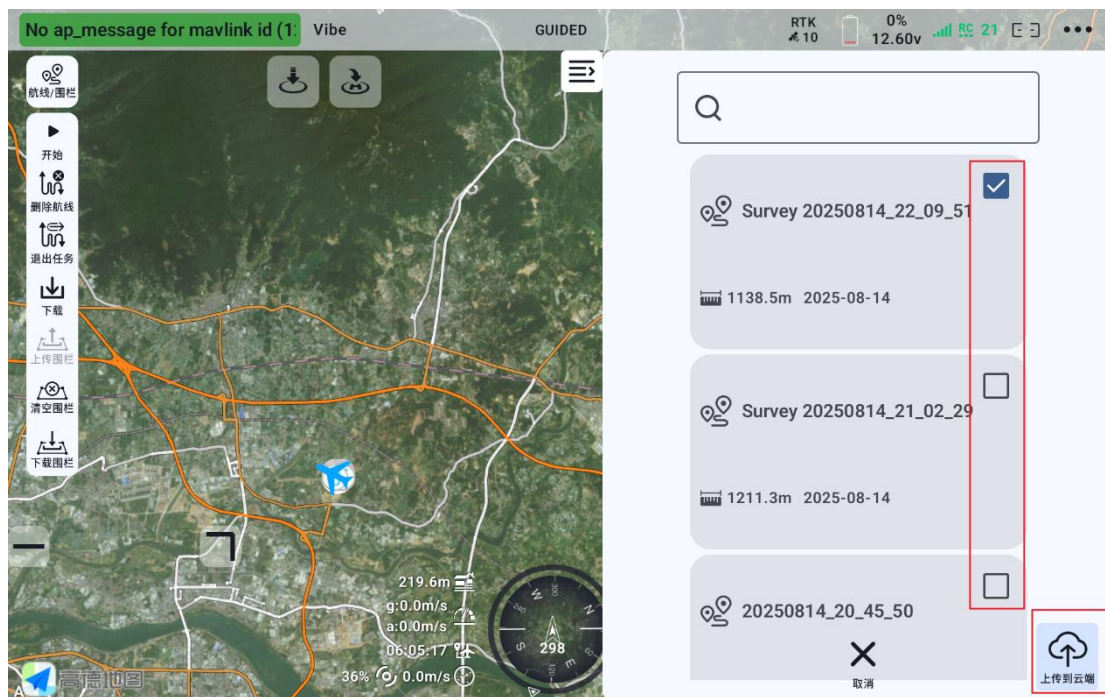 No ap_message for mavlink id (1
Vibe
GUIDED
RTK
10
0%
12.60v
RC 21
航线/围栏
开始
删除航线
退出任务
下载
上传围栏
清空围栏
下载围栏
219.6m
g:0.0m/s
a:0.0m/s
06:05:17
36%
0.0m/s
300
W
N
240
298
S
E
120
高德地图
Survey 20250814_22_09_51
1138.5m 2025-08-14
Survey 20250814_21_02_29
1211.3m 2025-08-14
20250814_20_45_50
取消
上传到云端